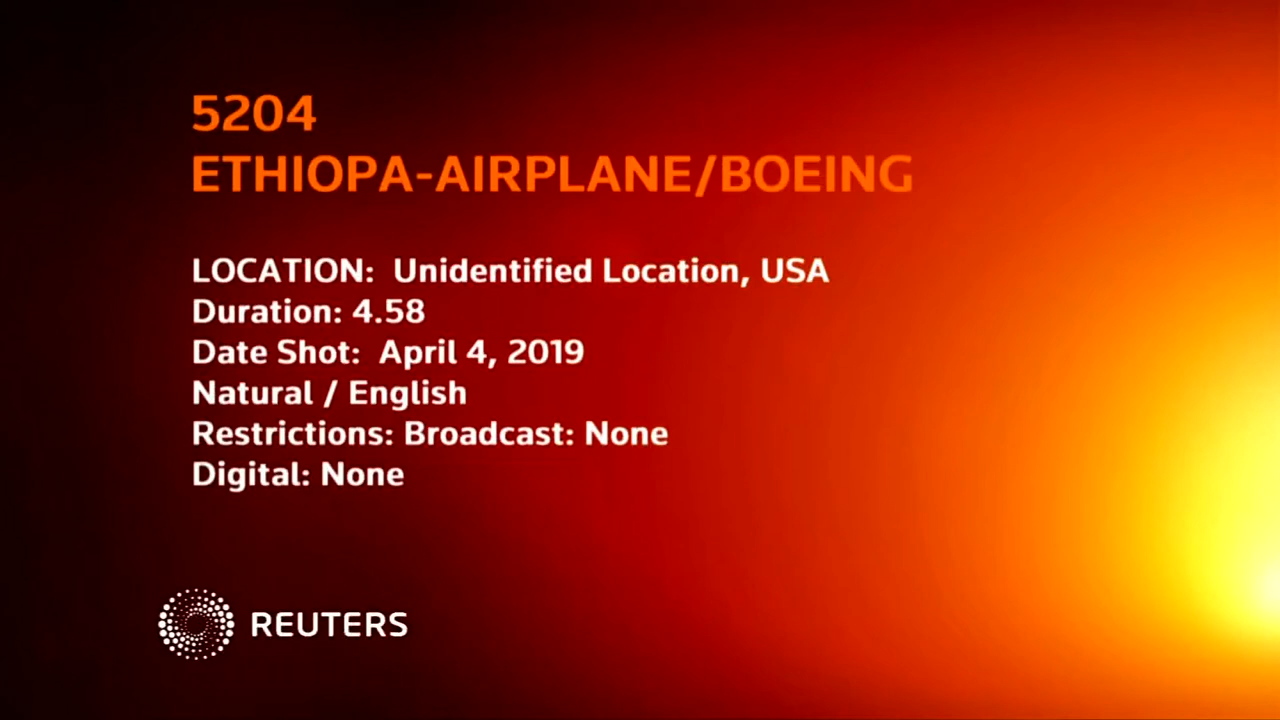 5204
ETHIOPA-AIRPLANE/BOEING
LOCATION: Unidentified Location, USA
Duration: 4.58
Date Shot: April 4, 2019
Natural / English
Restrictions: Broadcast: None
Digital: None
REUTERS